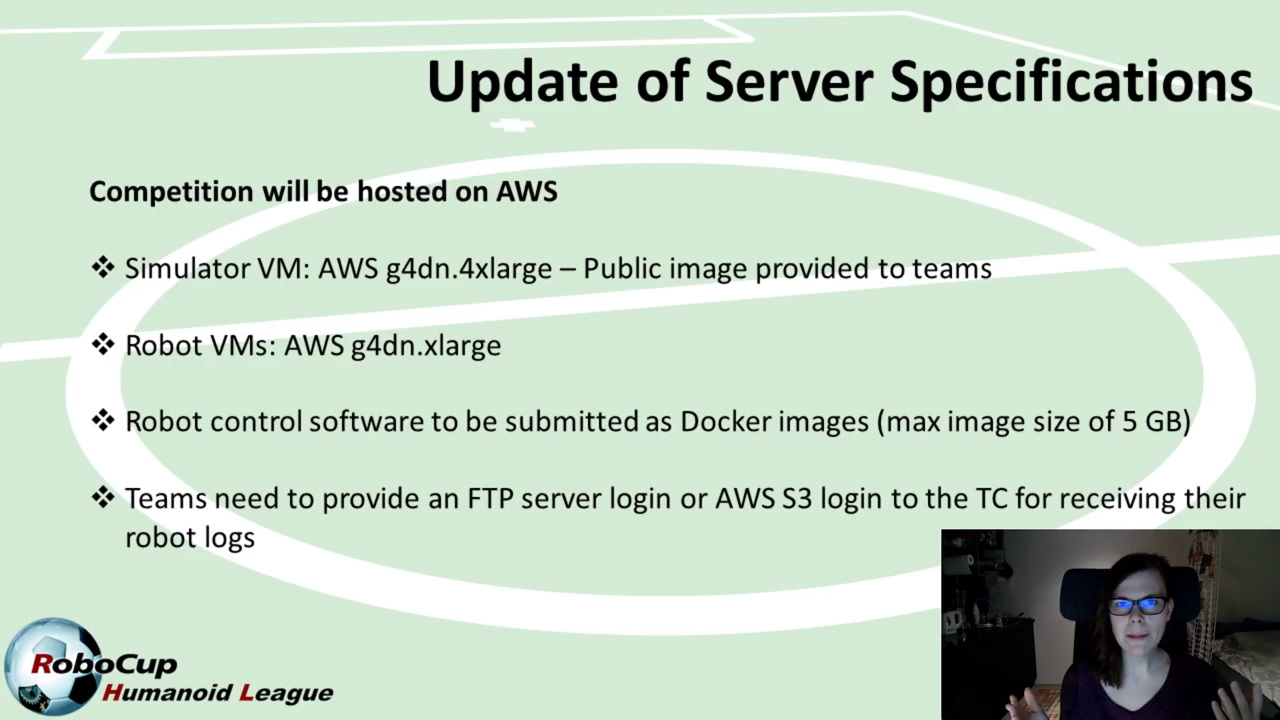 Update of Server Specifications
Competition will be hosted on AWS
❖ Simulator VM: AWS g4dn.4xlarge – Public image provided to teams
❖ Robot VMs: AWS g4dn.xlarge
❖ Robot control software to be submitted as Docker images (max image size of 5 GB)
❖ Teams need to provide an FTP server login or AWS S3 login to the TC for receiving their
robot logs
RoboCup
Humanoid League